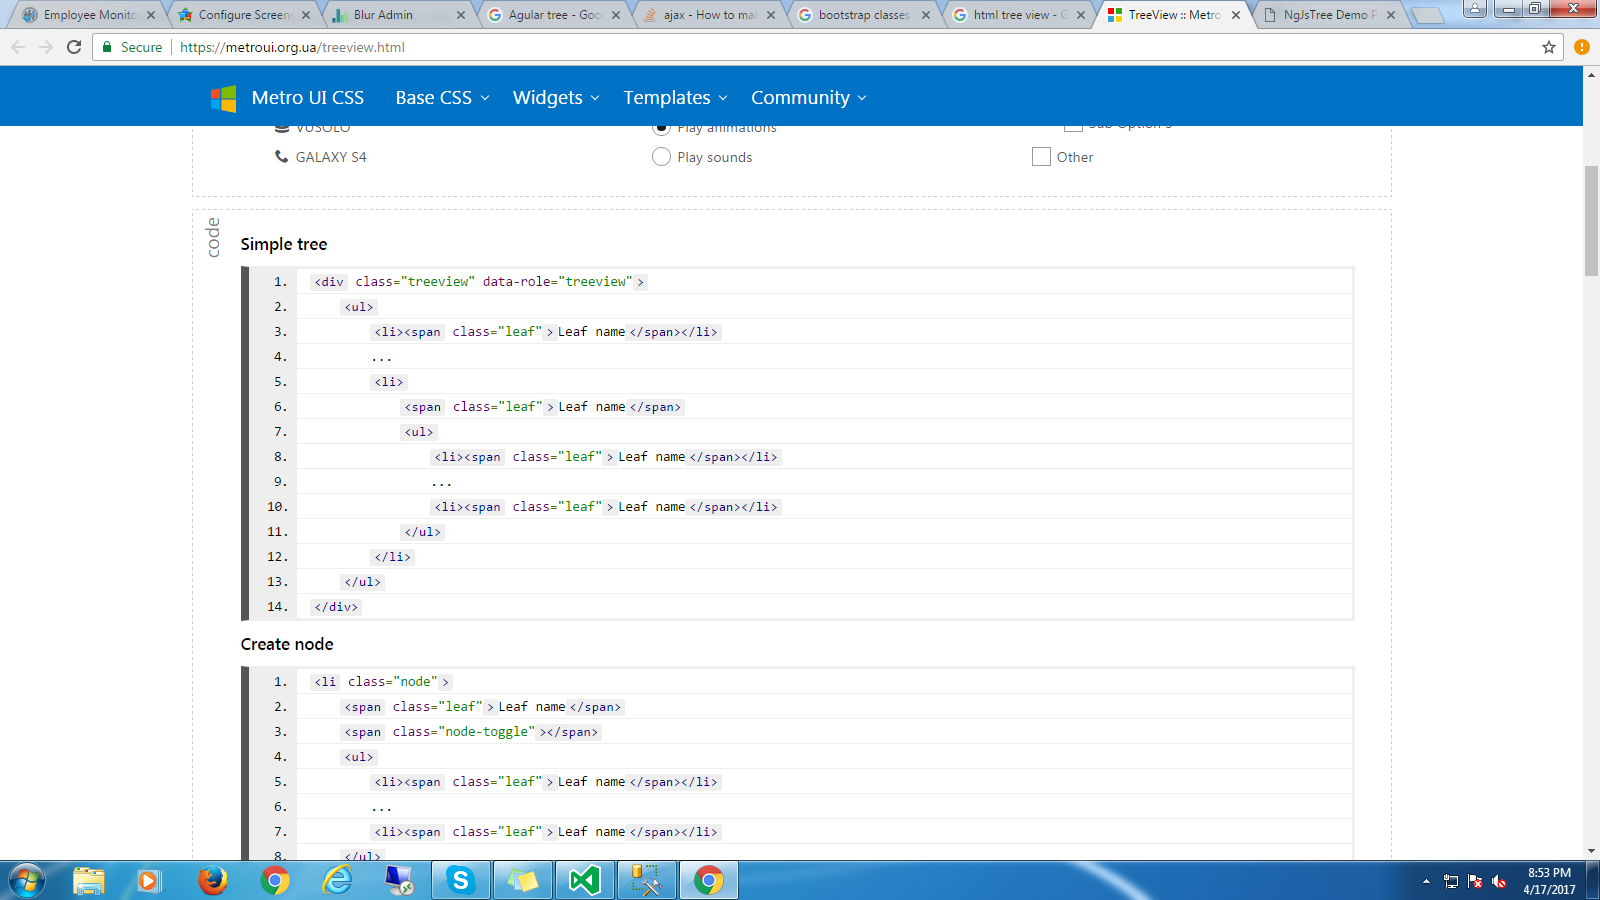 Employee Monito
Configure Screens
Blur Admin
Agular tree - Goo
ajax - How to ma
bootstrap classes
html tree view - G
TreeView :: Metro
NgJsTree Demo P
Secure
https://metroui.org.ua/treeview.html
Metro UI CSS
Base CSS
Widgets
Templates
Community
VUSOLO
Play animations
GALAXY S4
Play sounds
Other
code
Simple tree
1. <div class="treeview" data-role="treeview">
2. <ul>
3. <li><span class="leaf">Leaf name</span></li>
4. ...
5. <li>
6. <span class="leaf">Leaf name</span>
7. <ul>
8. <li><span class="leaf">Leaf name</span></li>
9. ...
10. <li><span class="leaf">Leaf name</span></li>
11. </ul>
12. </li>
13. </ul>
14. </div>
Create node
1. <li class="node">
2. <span class="leaf">Leaf name</span>
3. <span class="node-toggle"></span>
4. <ul>
5. <li><span class="leaf">Leaf name</span></li>
6. ...
7. <li><span class="leaf">Leaf name</span></li>
8. </ul>
8:53 PM
4/17/2017